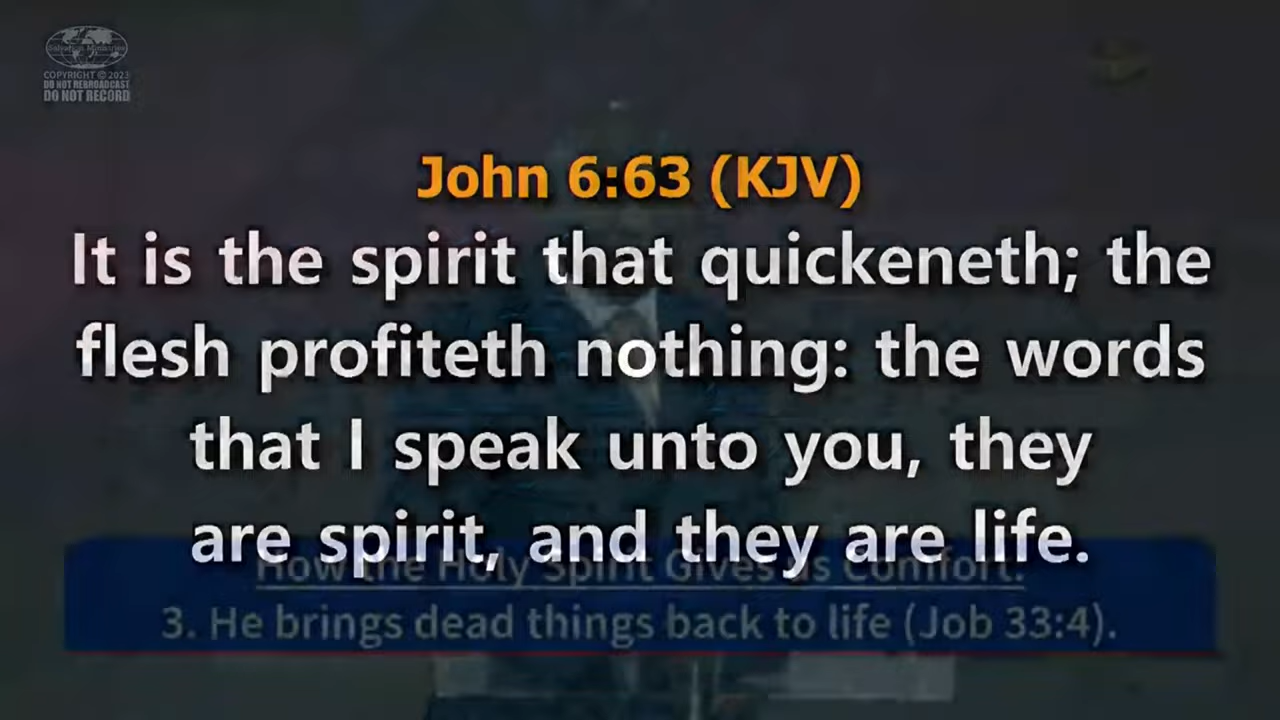 Salvation Ministries
COPYRIGHT © 2023
DO NOT REBROADCAST
DO NOT RECORD
John 6:63 (KJV)
It is the spirit that quickeneth; the
flesh profiteth nothing: the words
that I speak unto you, they
are spirit, and they are life.
How the Holy Spirit Gives us Comfort:
3. He brings dead things back to life (Job 33:4).